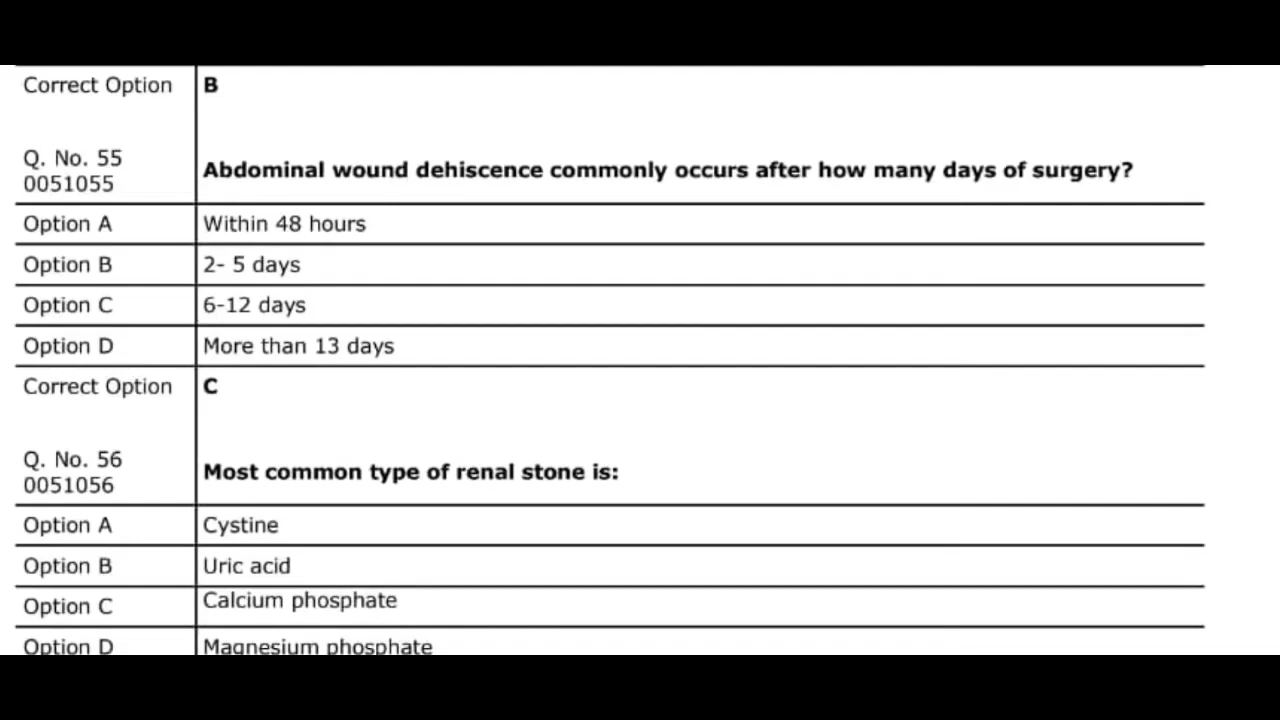 Correct Option B
Q. No. 55
0051055
Abdominal wound dehiscence commonly occurs after how many days of surgery?
Option A Within 48 hours
Option B 2- 5 days
Option C 6-12 days
Option D More than 13 days
Correct Option C
Q. No. 56
0051056
Most common type of renal stone is:
Option A Cystine
Option B Uric acid
Option C Calcium phosphate
Option D Magnesium phosphate